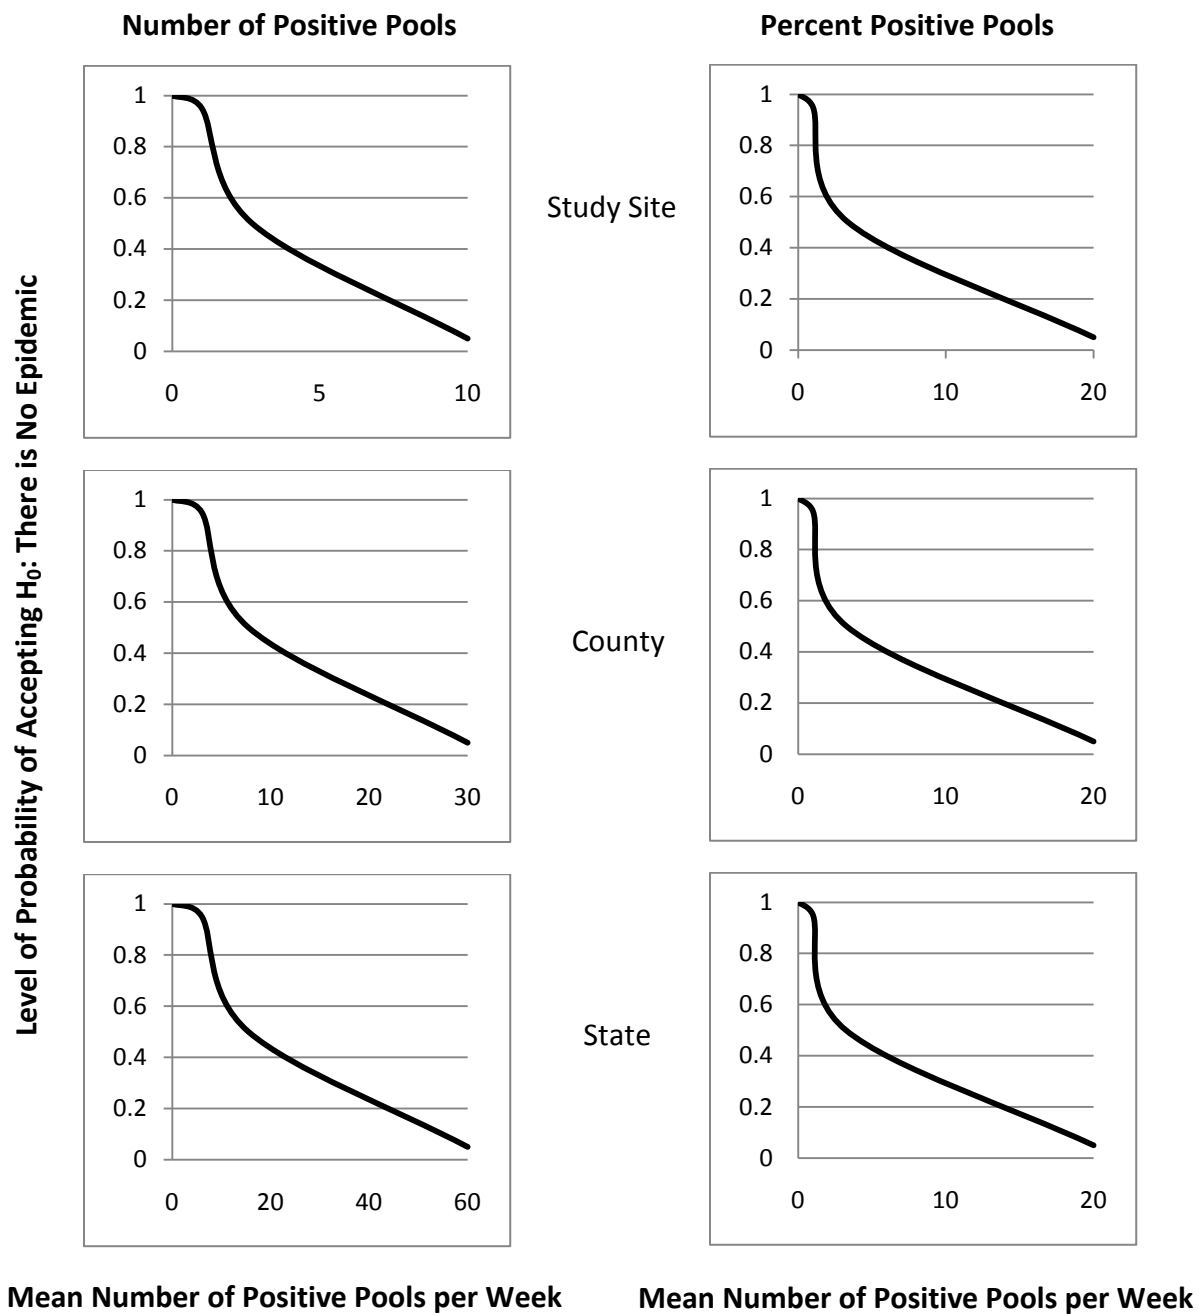 Number of Positive Pools
Percent Positive Pools
Level of Probability of Accepting H₀: There is No Epidemic
1
0.8
0.6
0.4
0.2
0
0 5 10
Study Site
1
0.8
0.6
0.4
0.2
0
0 10 20
1
0.8
0.6
0.4
0.2
0
0 10 20 30
County
1
0.8
0.6
0.4
0.2
0
0 10 20
1
0.8
0.6
0.4
0.2
0
0 20 40 60
State
1
0.8
0.6
0.4
0.2
0
0 10 20
Mean Number of Positive Pools per Week
Mean Number of Positive Pools per Week